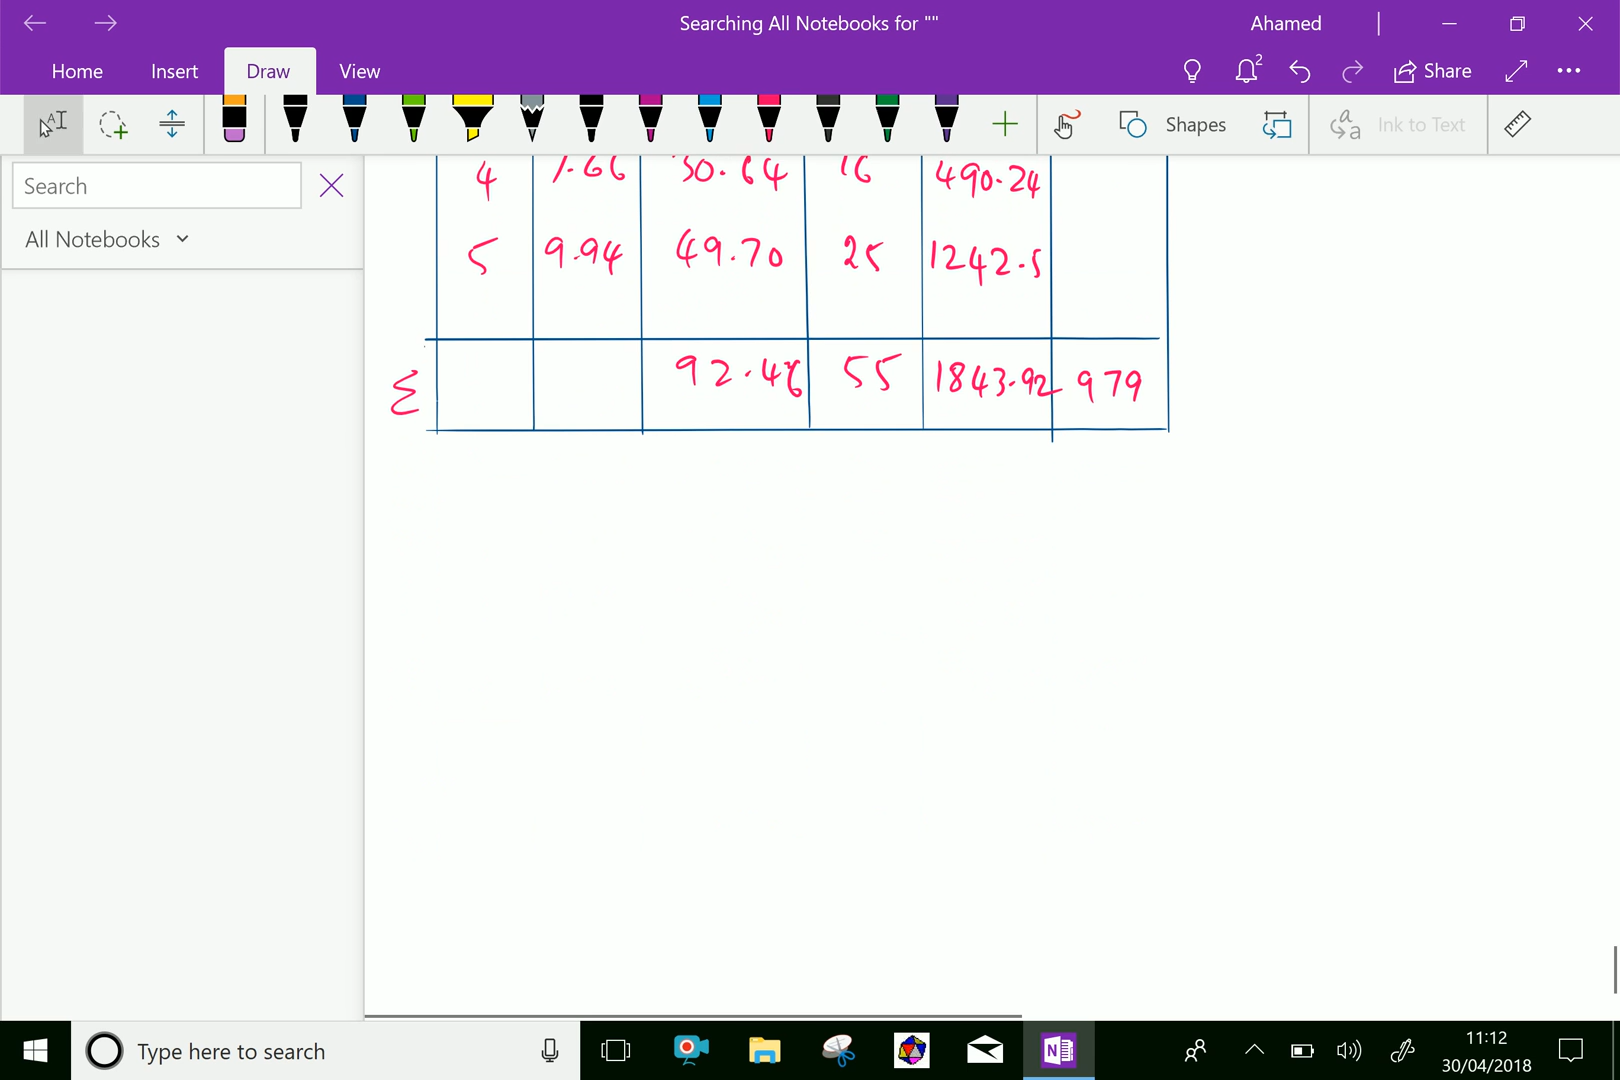 Searching All Notebooks for ""
Ahamed
Home Insert Draw View
2
Share
Shapes
Ink to Text
Search
All Notebooks
4 7.66 30.64 16 490.24
5 9.94 49.70 25 1242.5
Σ 55 1843.92 979
Type here to search
11:12
30/04/2018